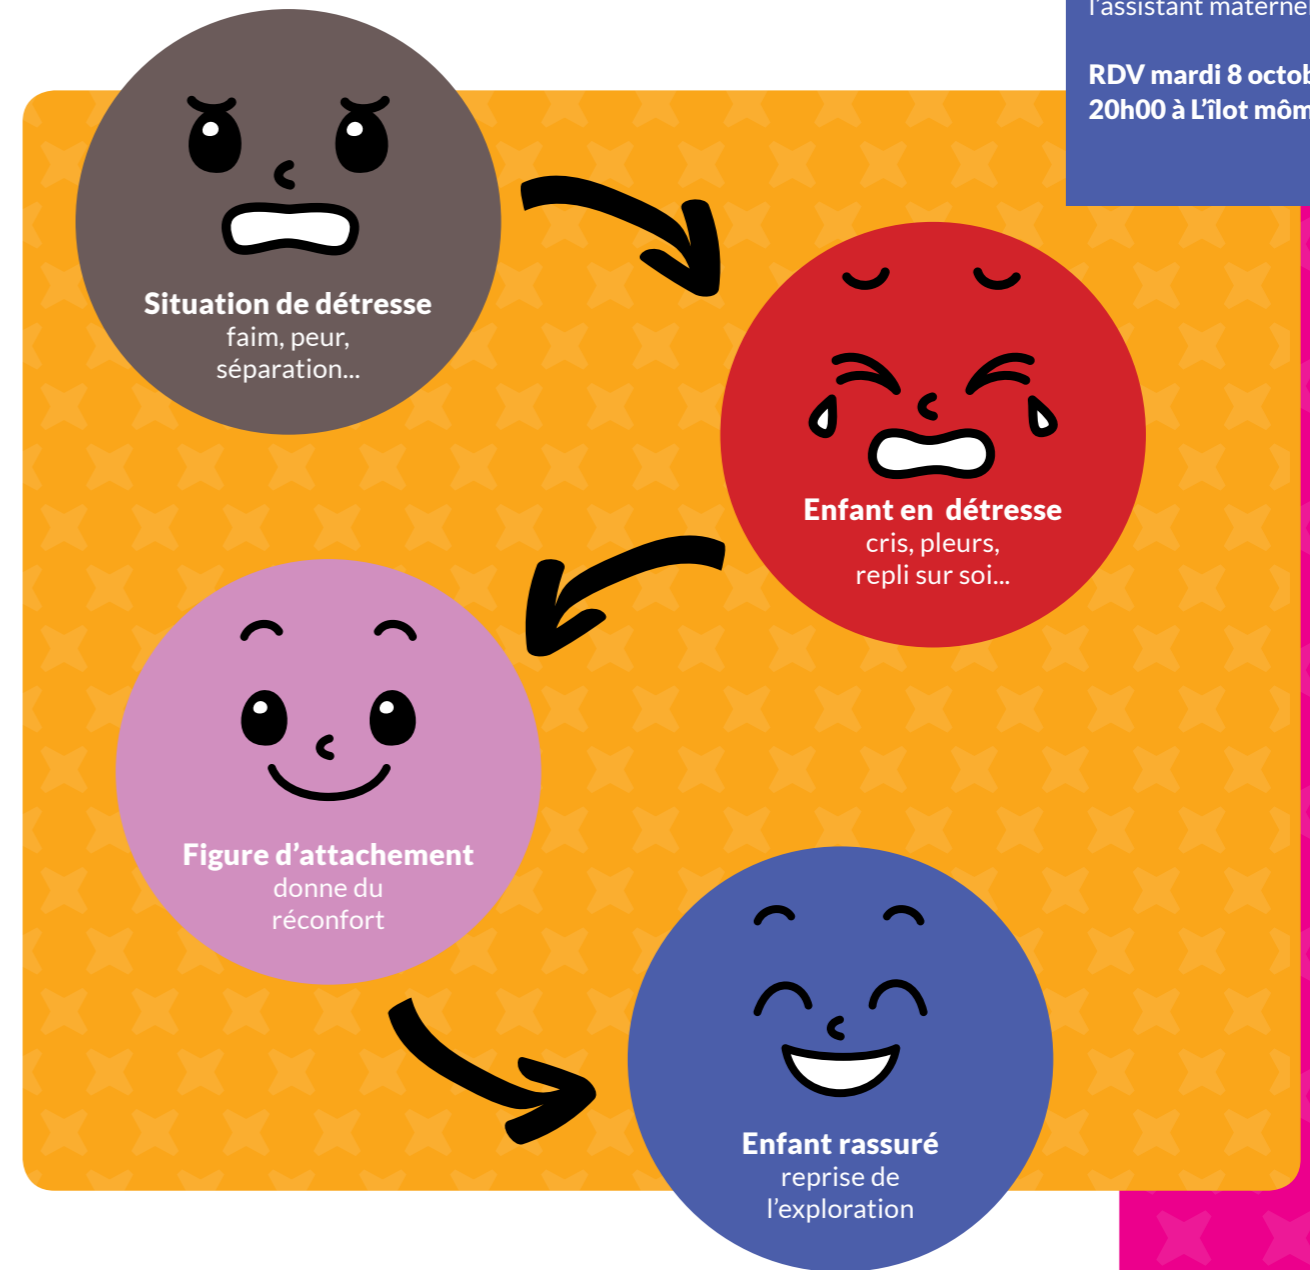 l'assistant maternel
RDV mardi 8 octob
20h00 à L'îlot môm
Situation de détresse
faim, peur,
séparation...
Enfant en détresse
cris, pleurs,
repli sur soi...
Figure d'attachement
donne du
réconfort
Enfant rassuré
reprise de
l'exploration